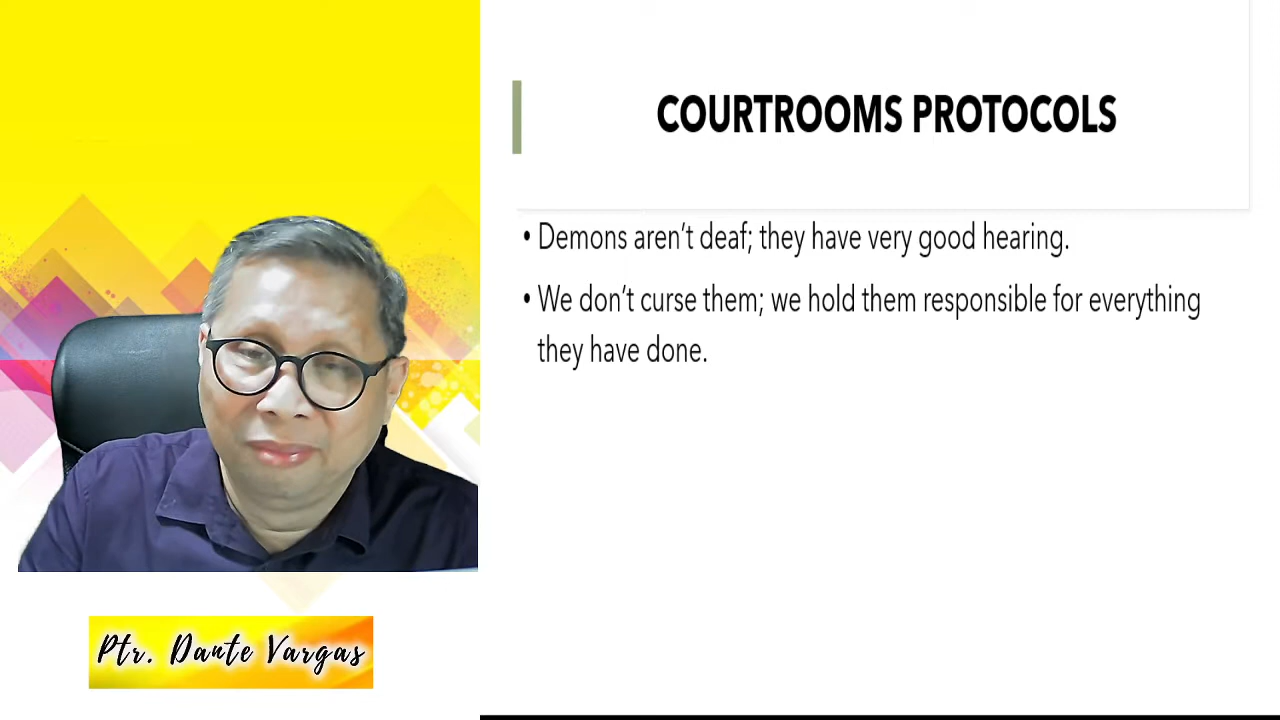 COURTROOMS PROTOCOLS
• Demons aren't deaf; they have very good hearing.
• We don't curse them; we hold them responsible for everything
they have done.
Ptr. Dante Vargas